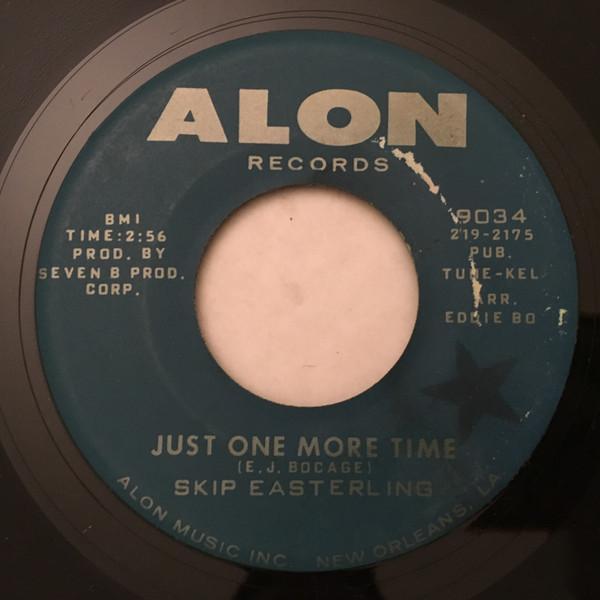 ALON
RECORDS
BMI
TIME:2:56
PROD. BY
SEVEN B PROD.
CORP.
9034
219-2175
PUB.
TUNE-KEL
ARR.
EDDIE BO
JUST ONE MORE TIME
(E. J. BOCAGE)
SKIP EASTERLING
ALON MUSIC INC. NEW ORLEANS, LA